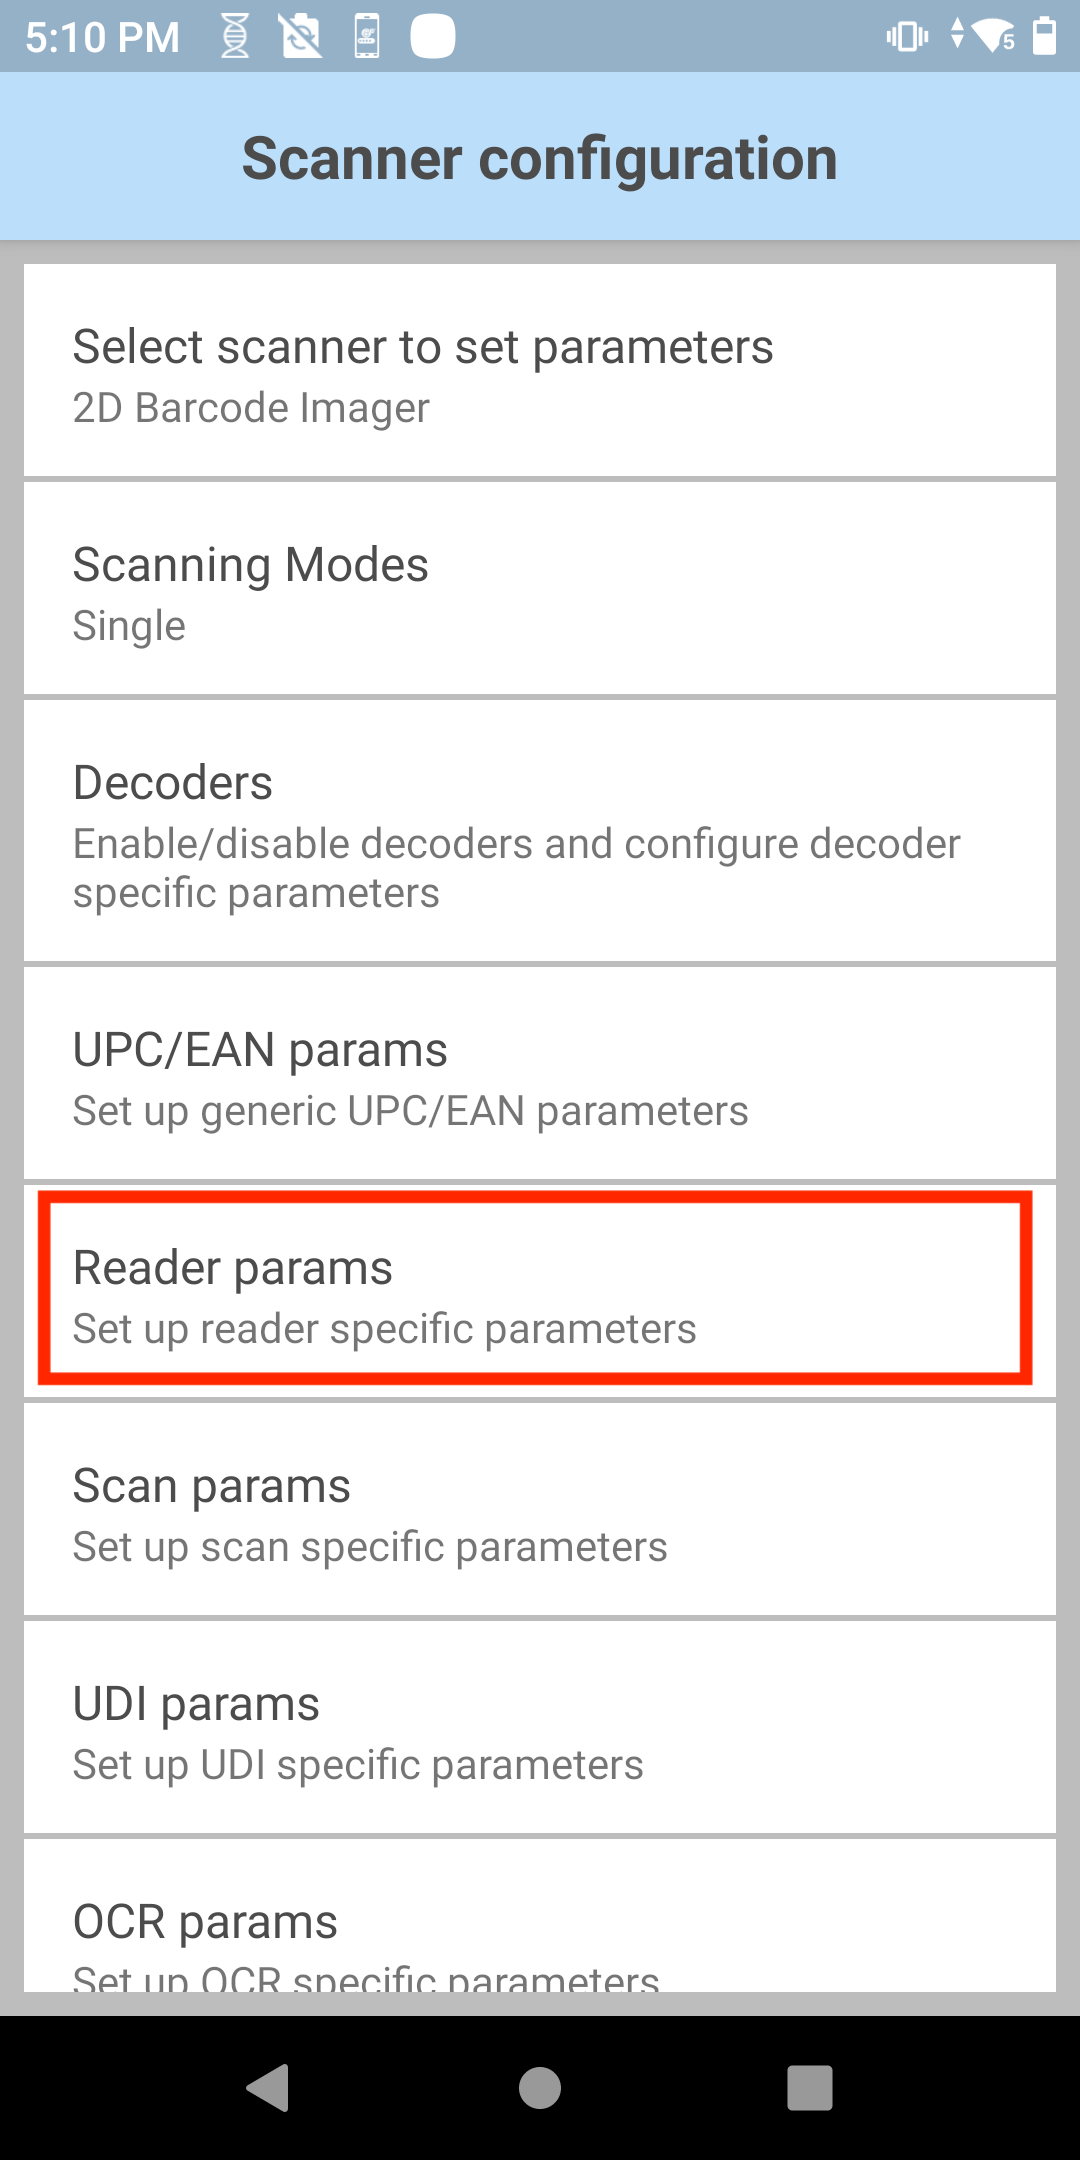 5:10 PM
5
Scanner configuration
Select scanner to set parameters
2D Barcode Imager
Scanning Modes
Single
Decoders
Enable/disable decoders and configure decoder
specific parameters
UPC/EAN params
Set up generic UPC/EAN parameters
Reader params
Set up reader specific parameters
Scan params
Set up scan specific parameters
UDI params
Set up UDI specific parameters
OCR params
Set up OCR specific parameters